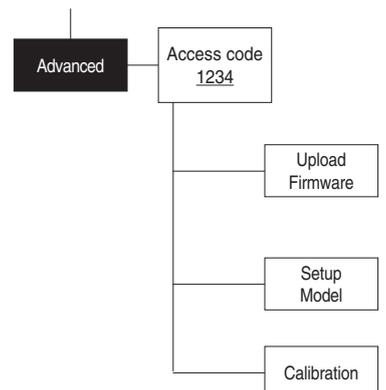 Advanced
Access code
1234
Upload
Firmware
Setup
Model
Calibration